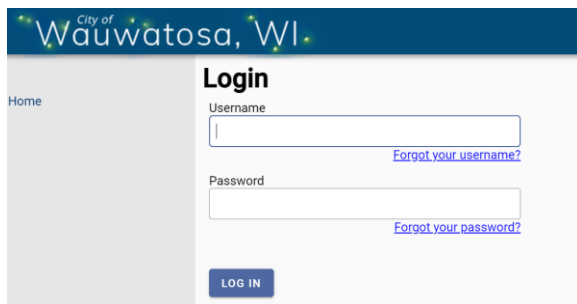 City of
Wauwatosa, WI
Home
Login
Username
Forgot your username?
Password
Forgot your password?
LOG IN